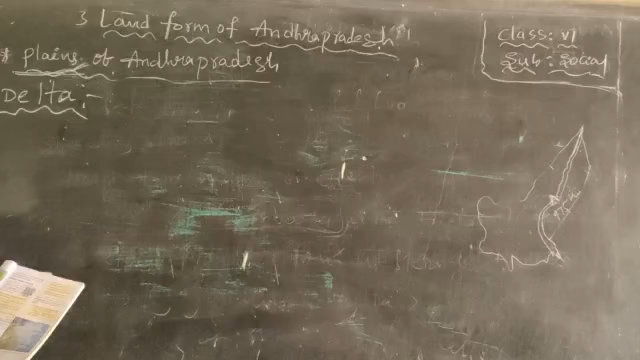 3 Land form of Andhrapradesh
* plains of Andhrapradesh
Delta:-
Class: VI
Sub: Social